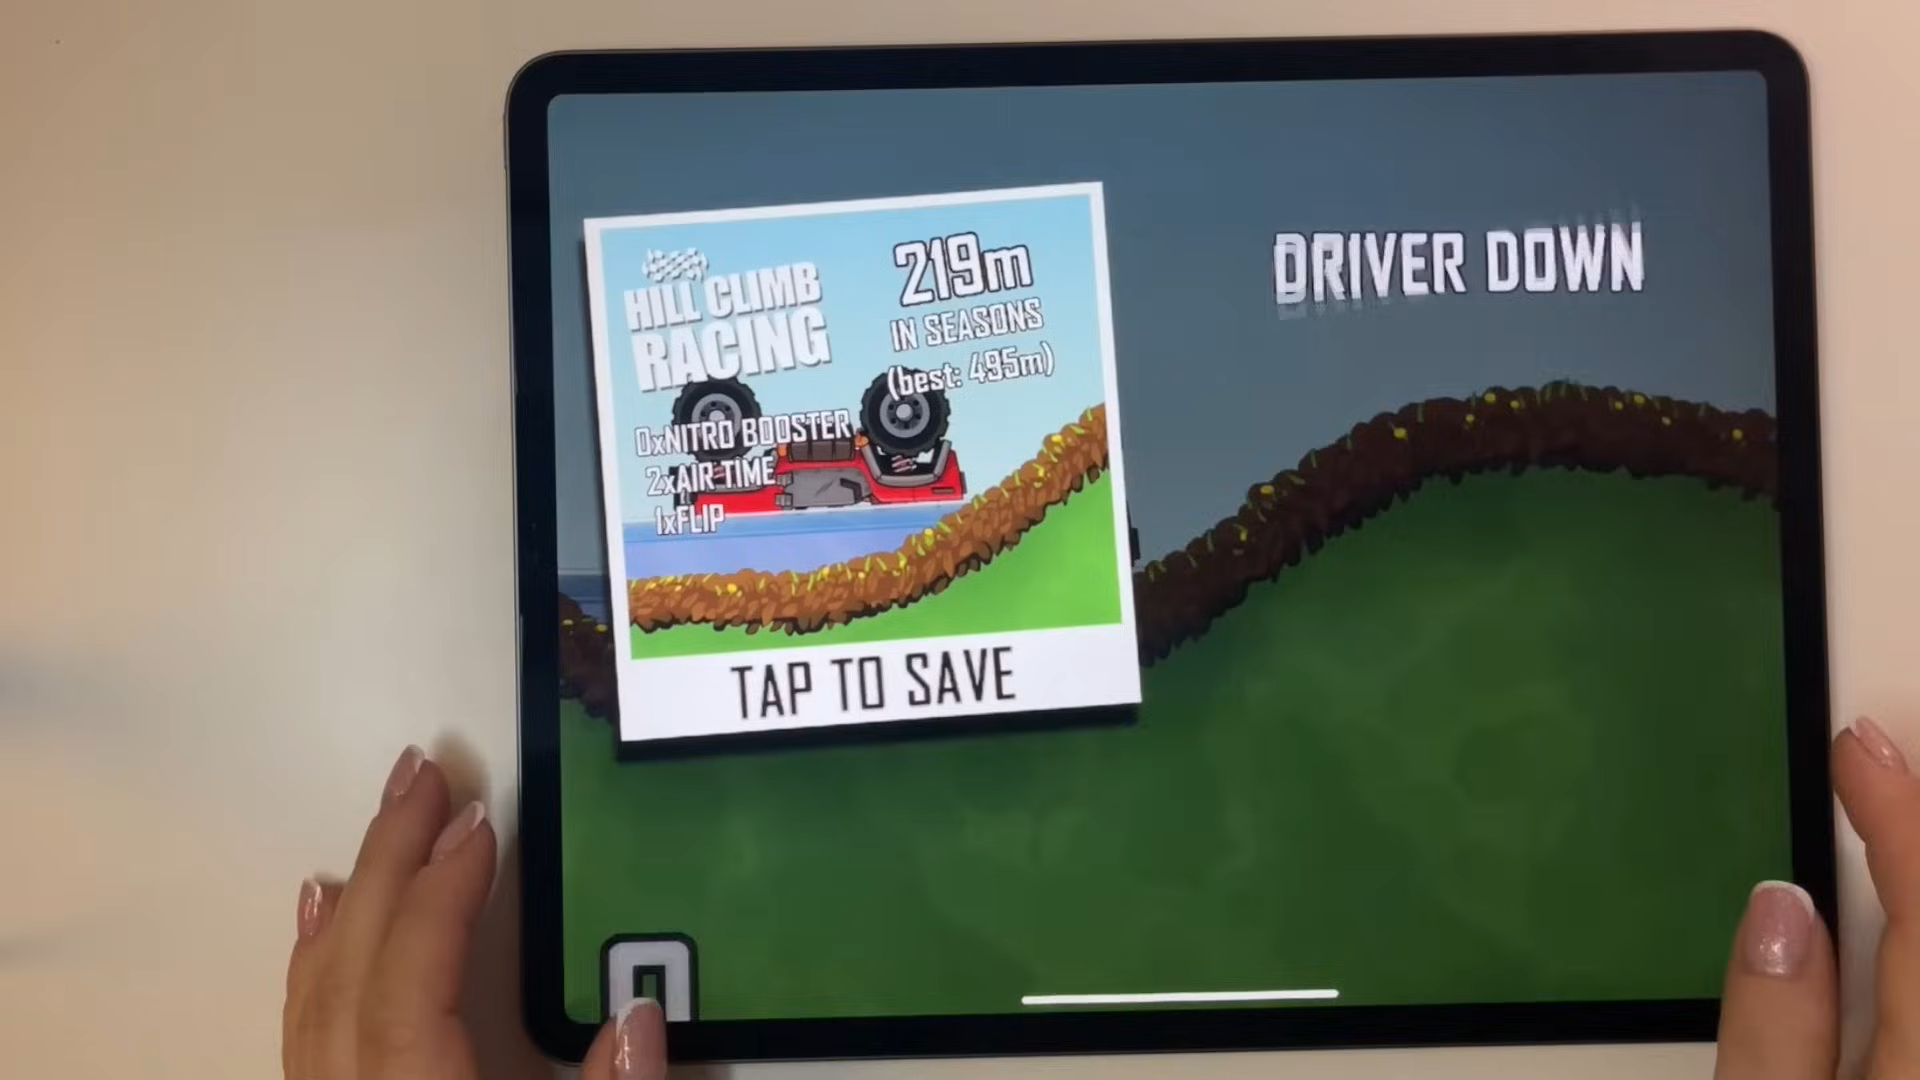 HILL CLIMB
RACING
219m
IN SEASONS
(best: 495m)
0xNITRO BOOSTER
2xAIR TIME
1xFLIP
TAP TO SAVE
DRIVER DOWN